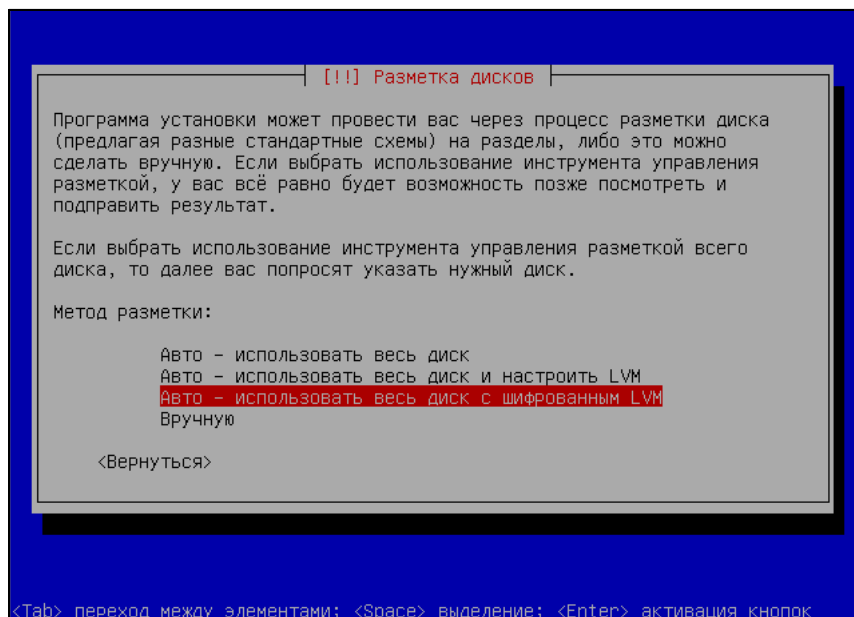 [!!] Разметка дисков
Программа установки может провести вас через процесс разметки диска
(предлагая разные стандартные схемы) на разделы, либо это можно
сделать вручную. Если выбрать использование инструмента управления
разметкой, у вас всё равно будет возможность позже посмотреть и
подправить результат.
Если выбрать использование инструмента управления разметкой всего
диска, то далее вас попросят указать нужный диск.
Метод разметки:
Авто - использовать весь диск
Авто - использовать весь диск и настроить LVM
Авто - использовать весь диск с шифрованным LVM
Вручную
<Вернуться>
<Tab> переход между элементами; <Space> выделение; <Enter> активация кнопок